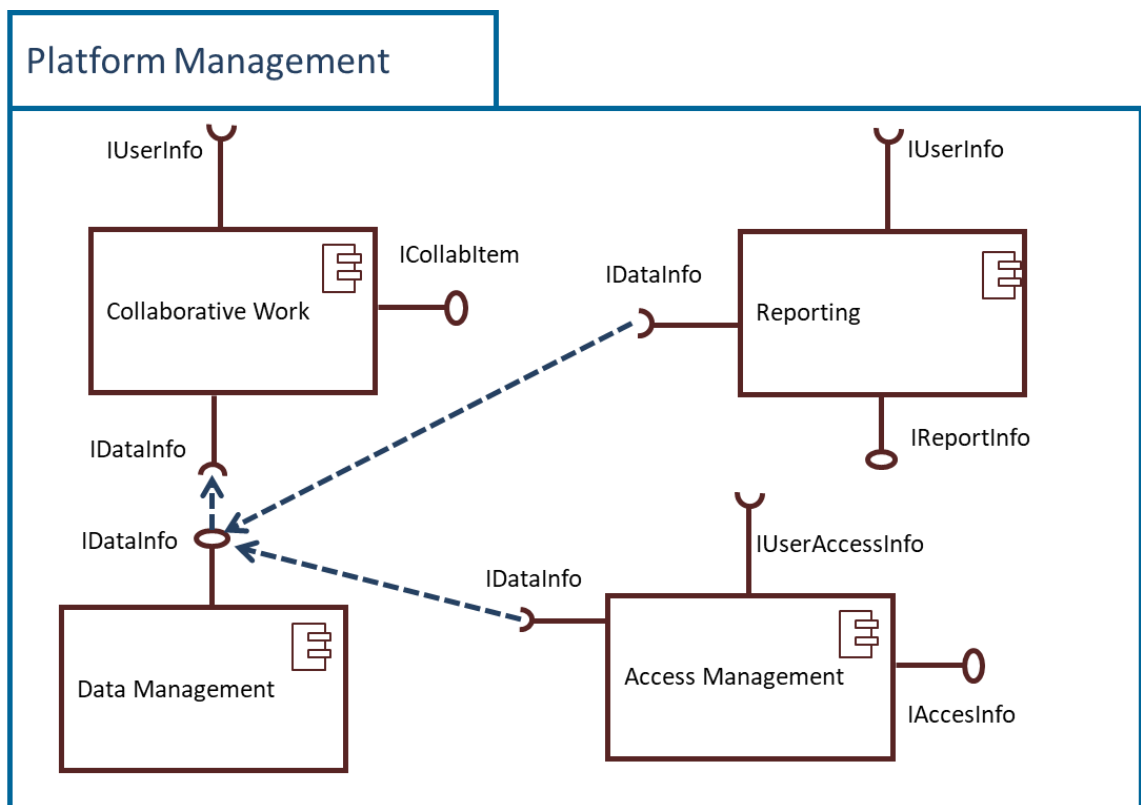 Platform Management
IUserInfo
IUserInfo
ICollabItem
IDataInfo
Collaborative Work
Reporting
IDataInfo
IReportInfo
IDataInfo
IUserAccessInfo
IDataInfo
Data Management
Access Management
IAccesInfo